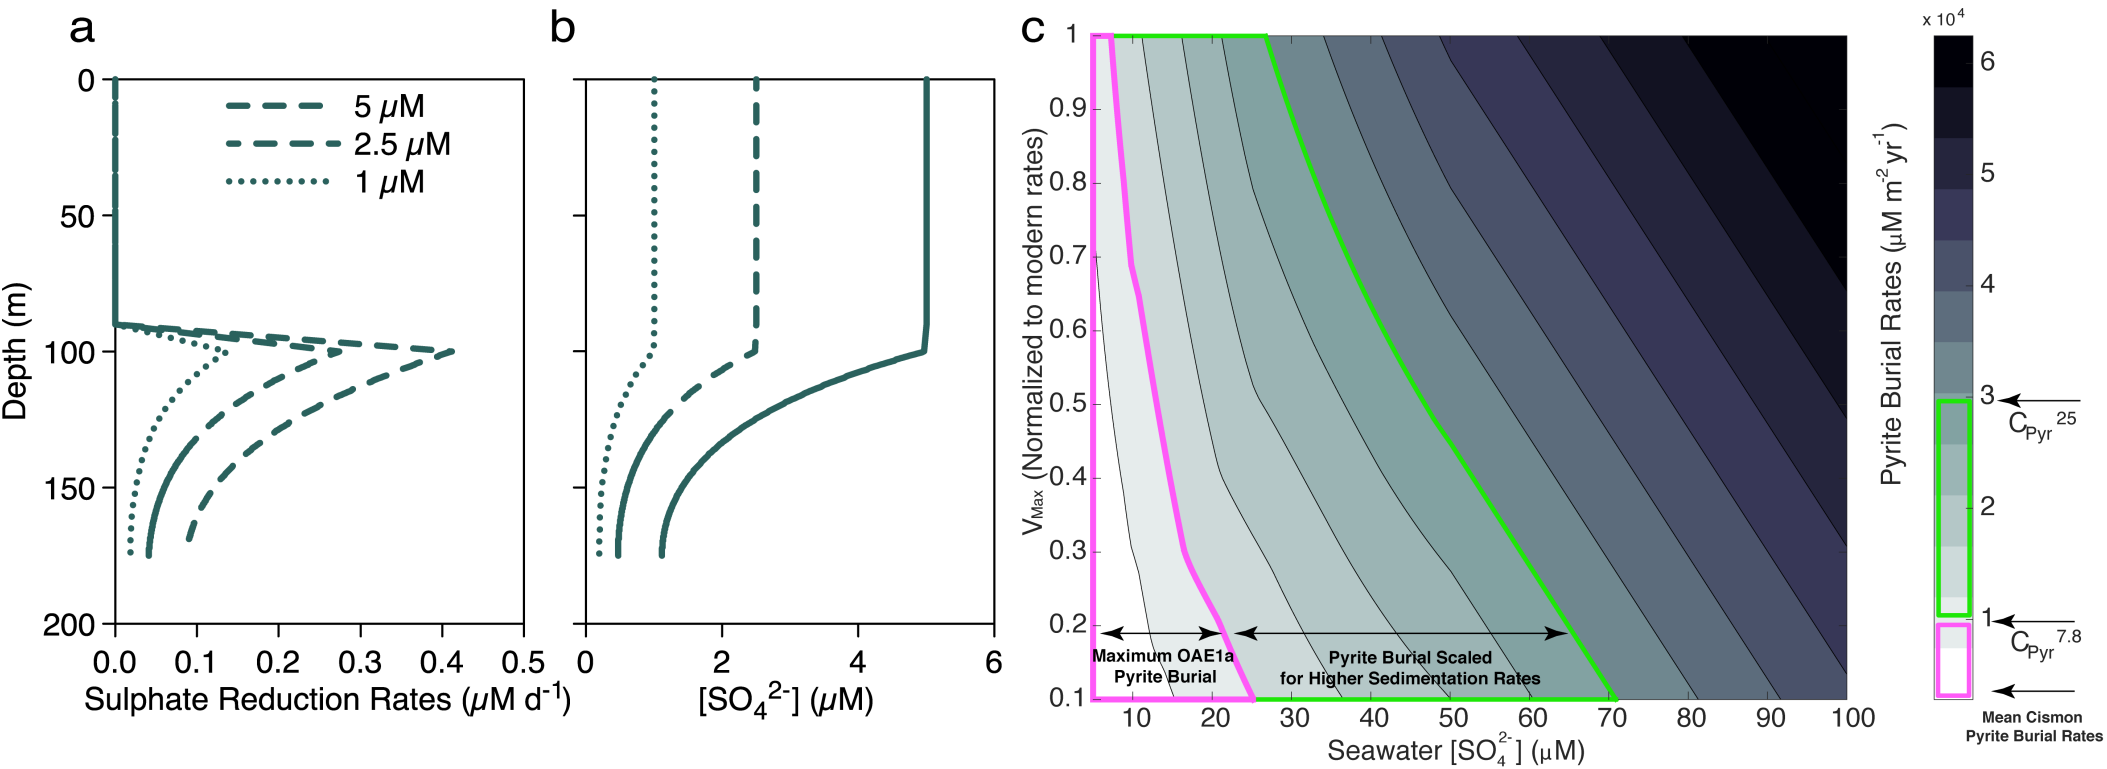 a
0
50
100
150
200
Depth (m)
5 µM
2.5 µM
1 µM
0.0 0.1 0.2 0.3 0.4 0.5
Sulphate Reduction Rates (µM d-1)
b
0 2 4 6
[SO42-] (µM)
c
1
0.9
0.8
0.7
0.6
0.5
0.4
0.3
0.2
0.1
VMax (Normalized to modern rates)
Maximum OAE1a
Pyrite Burial
Pyrite Burial Scaled
for Higher Sedimentation Rates
10 20 30 40 50 60 70 80 90 100
Seawater [SO42-] (µM)
x 104
6
5
4
3
2
1
Pyrite Burial Rates (µM m-2 yr-1)
CPyr25
CPyr7.8
Mean Cismon
Pyrite Burial Rates